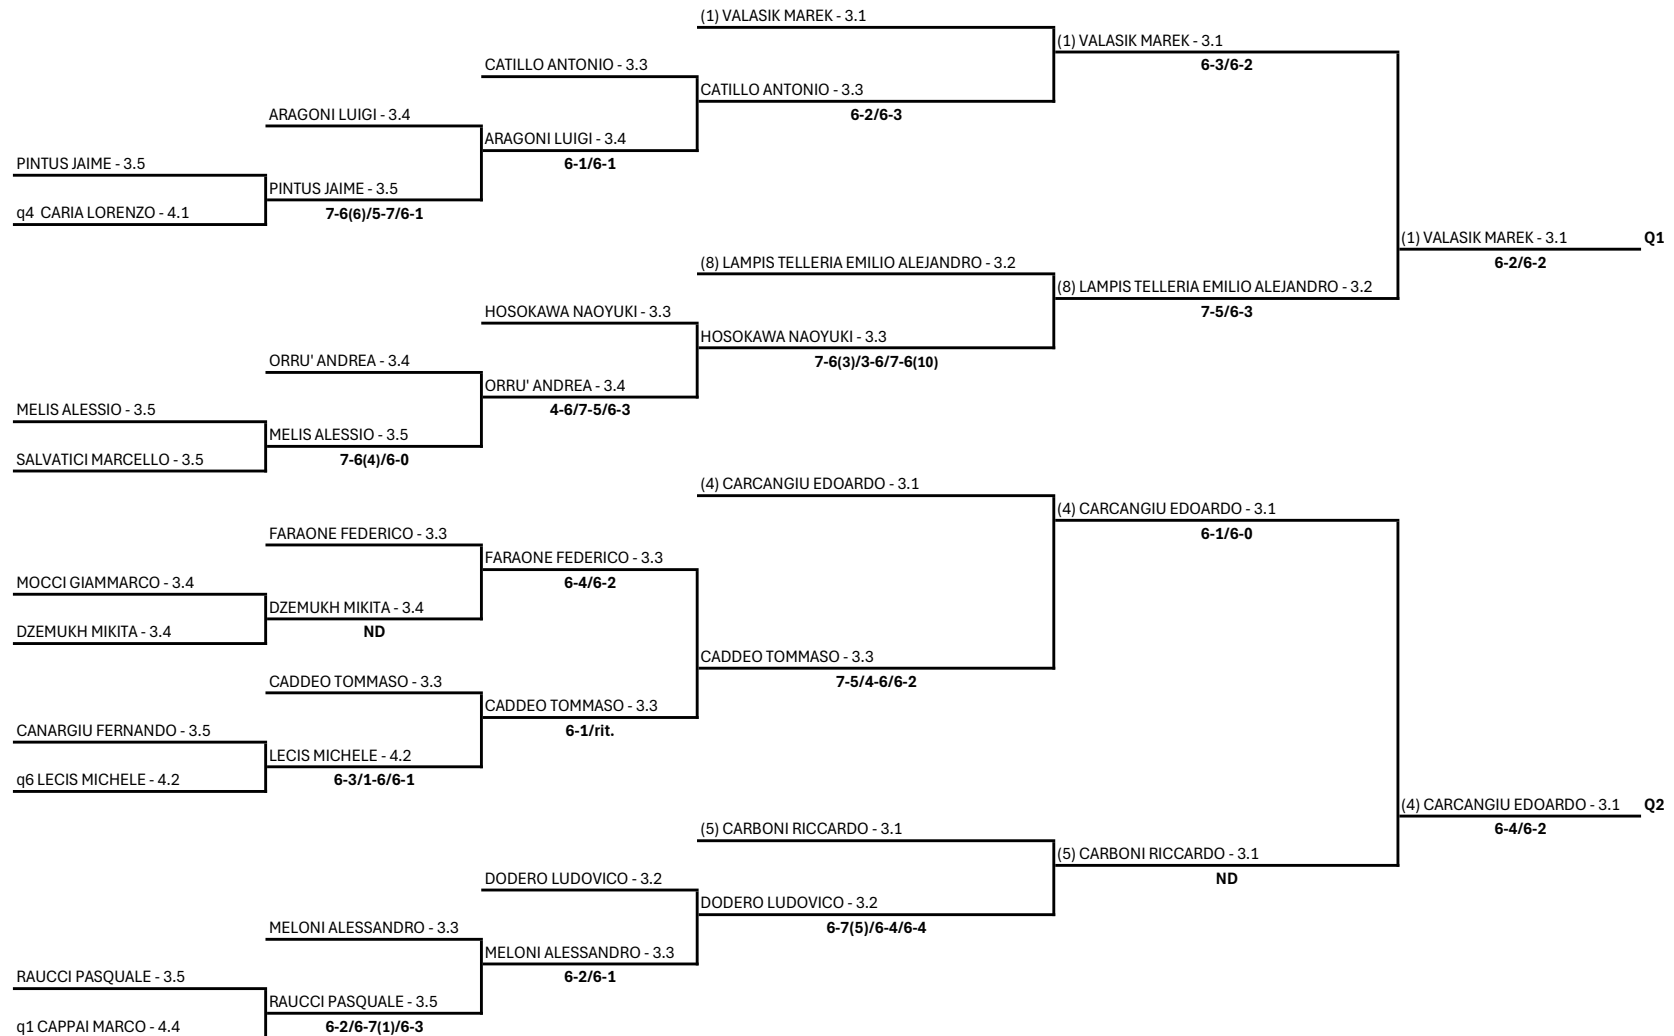 (1) VALASIK MAREK - 3.1
(1) VALASIK MAREK - 3.1
CATILLO ANTONIO - 3.3
6-3/6-2
CATILLO ANTONIO - 3.3
ARAGONI LUIGI - 3.4
6-2/6-3
ARAGONI LUIGI - 3.4
PINTUS JAIME - 3.5
6-1/6-1
PINTUS JAIME - 3.5
q4 CARIA LORENZO - 4.1
7-6(6)/5-7/6-1
(1) VALASIK MAREK - 3.1 Q1
(8) LAMPIS TELLERIA EMILIO ALEJANDRO - 3.2
6-2/6-2
(8) LAMPIS TELLERIA EMILIO ALEJANDRO - 3.2
HOSOKAWA NAOYUKI - 3.3
7-5/6-3
HOSOKAWA NAOYUKI - 3.3
ORRU' ANDREA - 3.4
7-6(3)/3-6/7-6(10)
ORRU' ANDREA - 3.4
MELIS ALESSIO - 3.5
4-6/7-5/6-3
MELIS ALESSIO - 3.5
SALVATICI MARCELLO - 3.5
7-6(4)/6-0
(4) CARCANGIU EDOARDO - 3.1
(4) CARCANGIU EDOARDO - 3.1
FARAONE FEDERICO - 3.3
6-1/6-0
FARAONE FEDERICO - 3.3
MOCCI GIAMMARCO - 3.4
6-4/6-2
DZEMUKH MIKITA - 3.4
DZEMUKH MIKITA - 3.4
ND
CADDEO TOMMASO - 3.3
CADDEO TOMMASO - 3.3
7-5/4-6/6-2
CADDEO TOMMASO - 3.3
CANARGIU FERNANDO - 3.5
6-1/rit.
LECIS MICHELE - 4.2
q6 LECIS MICHELE - 4.2
6-3/1-6/6-1
(4) CARCANGIU EDOARDO - 3.1 Q2
(5) CARBONI RICCARDO - 3.1
6-4/6-2
(5) CARBONI RICCARDO - 3.1
DODERO LUDOVICO - 3.2
ND
DODERO LUDOVICO - 3.2
MELONI ALESSANDRO - 3.3
6-7(5)/6-4/6-4
MELONI ALESSANDRO - 3.3
RAUCCI PASQUALE - 3.5
6-2/6-1
RAUCCI PASQUALE - 3.5
q1 CAPPAI MARCO - 4.4
6-2/6-7(1)/6-3